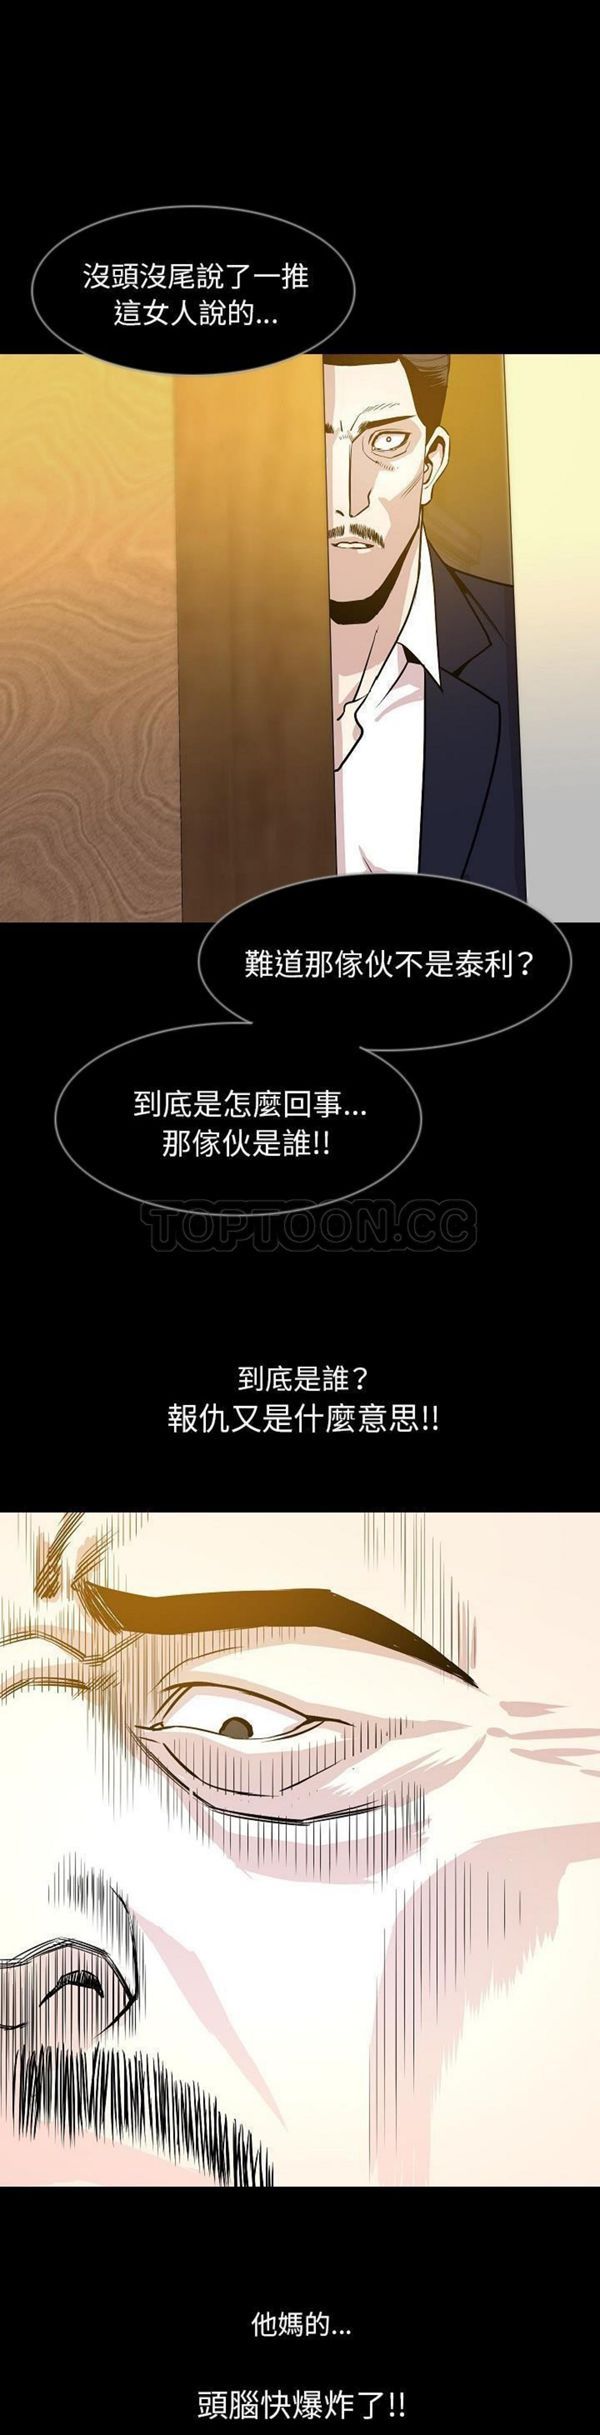 沒頭沒尾說了一推
這女人說的...
難道那傢伙不是泰利？
到底是怎麼回事...
那傢伙是誰!!
TOPTOON.CC
到底是誰？
報仇又是什麼意思!!
他媽的...
頭腦快爆炸了!!